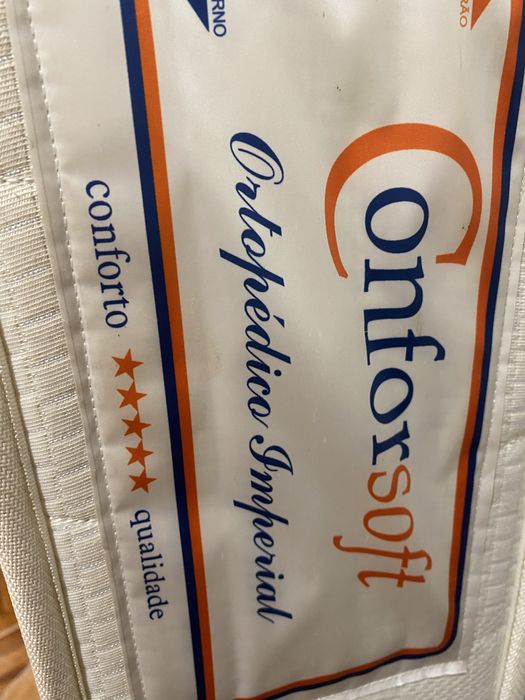 Conforsoft
Ortopédico Imperial
conforto ★★★★★ qualidade